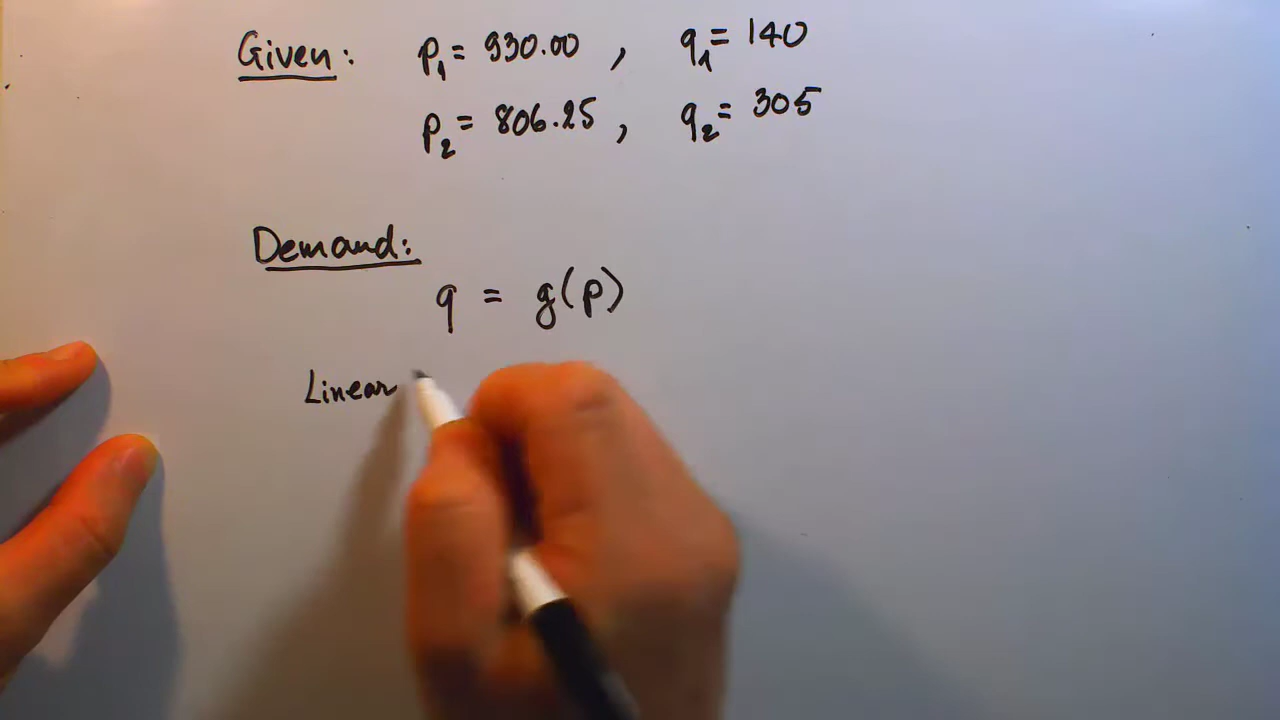 Given: p₁ = 930.00 , q₁ = 140
p₂ = 806.25 , q₂ = 305
Demand:
q = g(p)
Linear